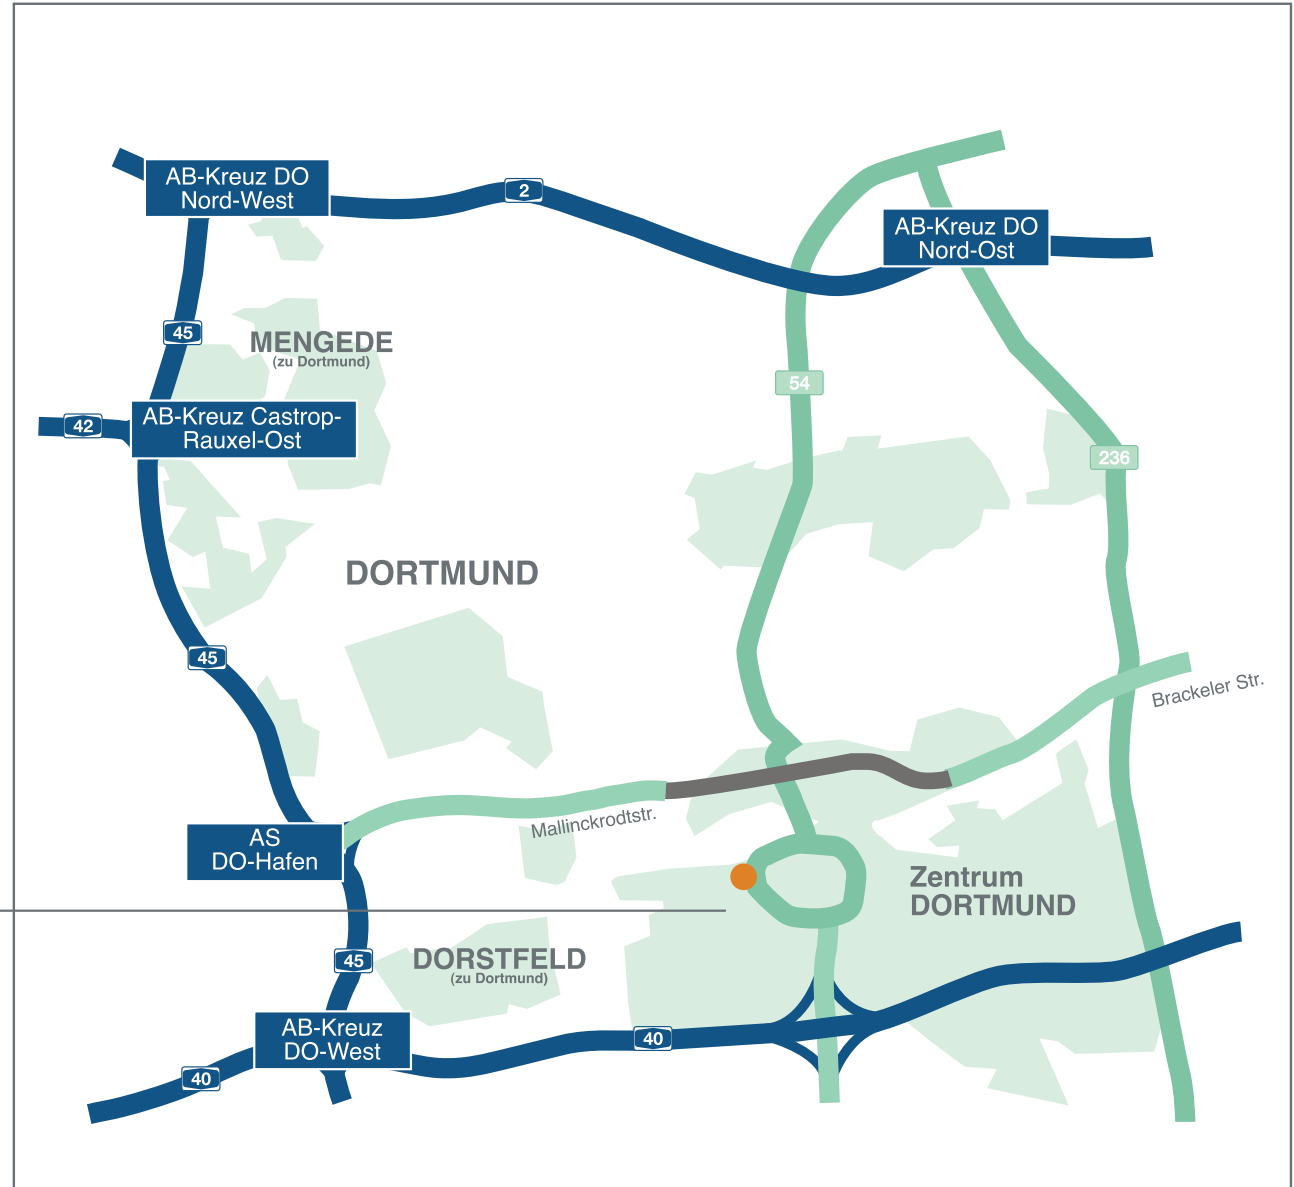 AB-Kreuz DO
Nord-West
2
AB-Kreuz DO
Nord-Ost
45
MENGEDE
(zu Dortmund)
54
42
AB-Kreuz Castrop-
Rauxel-Ost
236
DORTMUND
45
Brackeler Str.
Mallinckrodtstr.
AS
DO-Hafen
Zentrum
DORTMUND
45
DORSTFELD
(zu Dortmund)
AB-Kreuz
DO-West
40
40